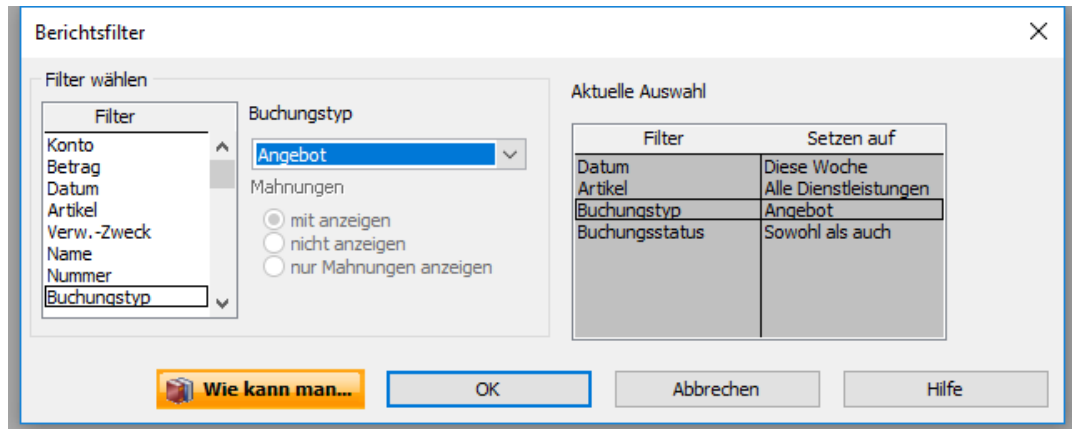 Berichtsfilter
Filter wählen
Filter
Konto
Betrag
Datum
Artikel
Verw.-Zweck
Name
Nummer
Buchungstyp
Buchungstyp
Angebot
Mahnungen
mit anzeigen
nicht anzeigen
nur Mahnungen anzeigen
Aktuelle Auswahl
Filter Setzen auf
Datum Diese Woche
Artikel Alle Dienstleistungen
Buchungstyp Angebot
Buchungsstatus Sowohl als auch
Wie kann man... OK Abbrechen Hilfe